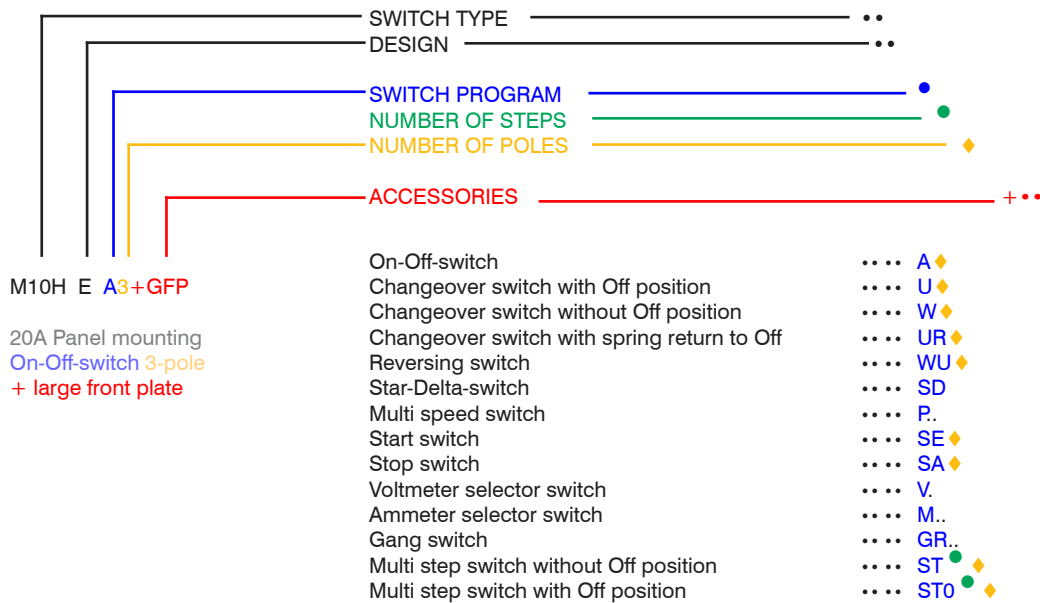 SWITCH TYPE ••
DESIGN ••
SWITCH PROGRAM ●
NUMBER OF STEPS ●
NUMBER OF POLES ♦
ACCESSORIES +••
M10H E A3+GFP
20A Panel mounting
On-Off-switch 3-pole
+ large front plate
On-Off-switch •• •• A♦
Changeover switch with Off position •• •• U♦
Changeover switch without Off position •• •• W♦
Changeover switch with spring return to Off •• •• UR♦
Reversing switch •• •• WU♦
Star-Delta-switch •• •• SD
Multi speed switch •• •• P..
Start switch •• •• SE♦
Stop switch •• •• SA♦
Voltmeter selector switch •• •• V.
Ammeter selector switch •• •• M..
Gang switch •• •• GR..
Multi step switch without Off position •• •• ST●♦
Multi step switch with Off position •• •• ST0●♦